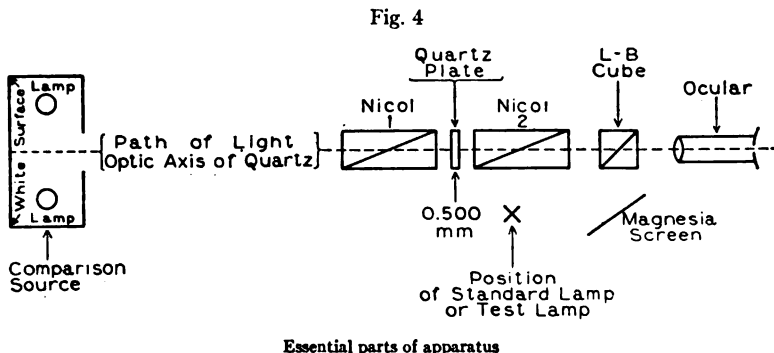 Fig. 4
Quartz
Plate
L-B
Cube
Ocular
Nicol
1
Nicol
2
Lamp
White Surface
Lamp
Path of Light
Optic Axis of Quartz
0.500
mm
Magnesia
Screen
Comparison
Source
Position
of Standard Lamp
or Test Lamp
Essential parts of apparatus